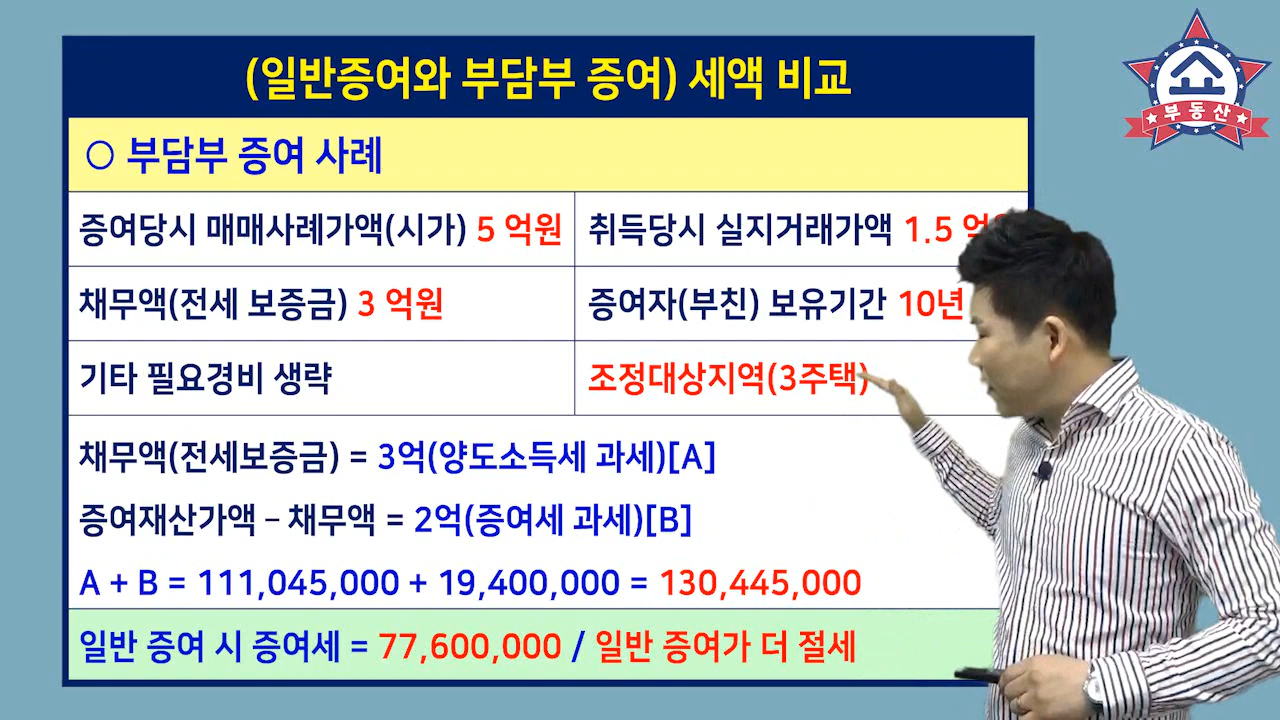 (일반증여와 부담부 증여) 세액 비교
부동산
○ 부담부 증여 사례
증여당시 매매사례가액(시가) 5 억원
취득당시 실지거래가액 1.5
채무액(전세 보증금) 3 억원
증여자(부친) 보유기간 10년
기타 필요경비 생략
조정대상지역(3주택)
채무액(전세보증금) = 3억(양도소득세 과세)[A]
증여재산가액 – 채무액 = 2억(증여세 과세)[B]
A + B = 111,045,000 + 19,400,000 = 130,445,000
일반 증여 시 증여세 = 77,600,000 / 일반 증여가 더 절세